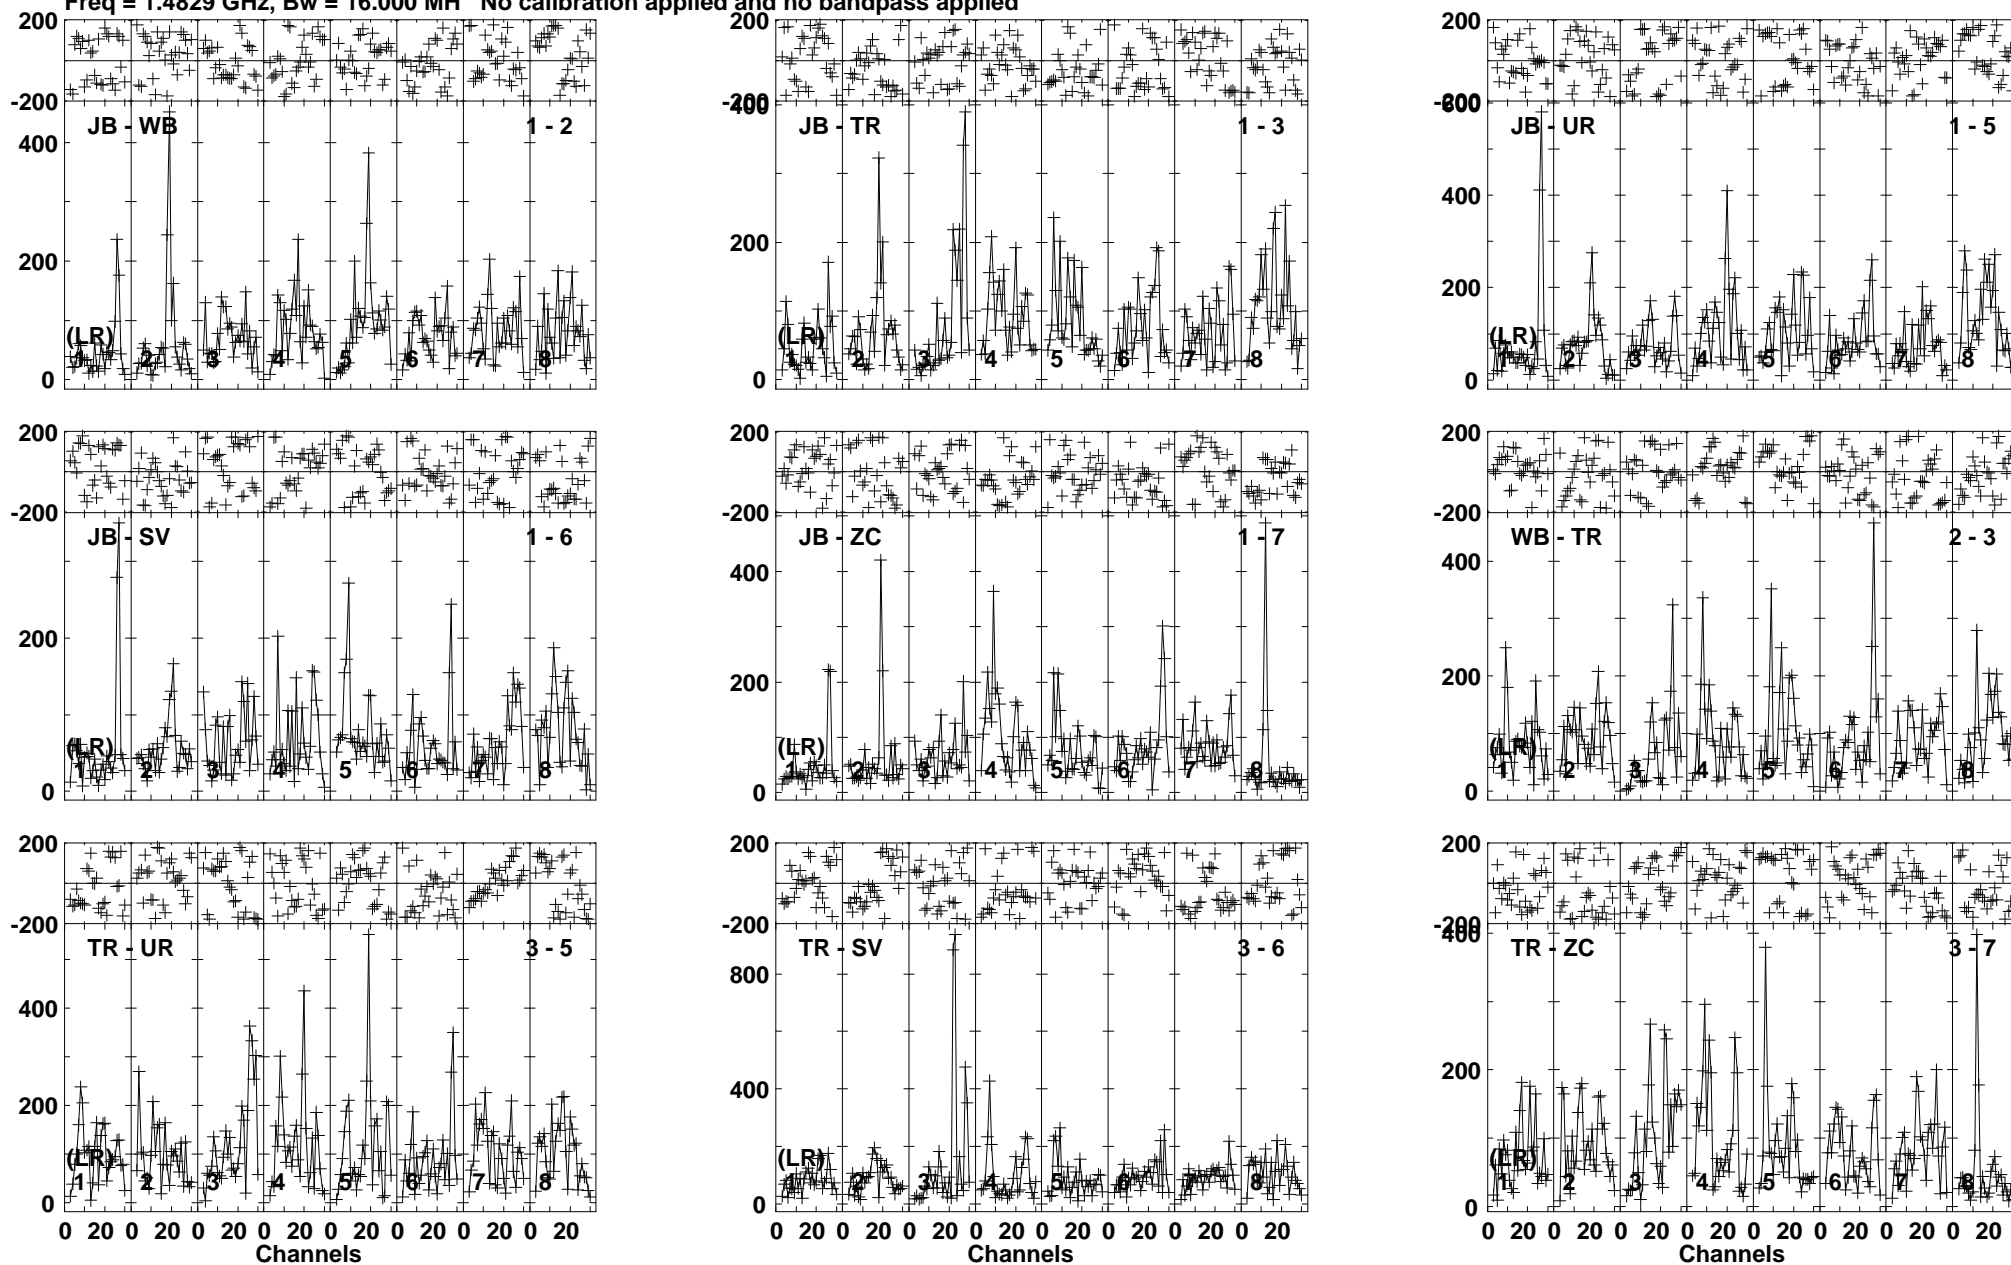 Freq = 1.4829 GHz, Bw = 16.000 MH No calibration applied and no bandpass applied
200 200 200
-200 -200 -200
400 600
JB - WB 1 - 2 JB - TR 1 - 3 JB - UR 1 - 5
400 400
200 200 200
(LR) (LR) (LR)
1 2 3 4 5 6 7 8 1 2 3 4 5 6 7 8 1 2 3 4 5 6 7 8
0 0 0
200 200 200
-200 -200 -200
JB - SV 1 - 6 JB - ZC 1 - 7 WB - TR 2 - 3
400 400
200 200 200
(LR) (LR) (LR)
1 2 3 4 5 6 7 8 1 2 3 4 5 6 7 8 1 2 3 4 5 6 7 8
0 0 0
200 200 200
-200 -200 -200
400
TR - UR 3 - 5 TR - SV 3 - 6 TR - ZC 3 - 7
400 800
200 400 200
(LR) (LR) (LR)
1 2 3 4 5 6 7 8 1 2 3 4 5 6 7 8 1 2 3 4 5 6 7 8
0 0 0
0 20 0 20 0 20 0 20 0 20 0 20 0 20 0 20 0 20 0 20 0 20 0 20 0 20 0 20 0 20 0 20 0 20 0 20 0 20 0 20 0 20 0 20 0 20 0 20
Channels Channels Channels